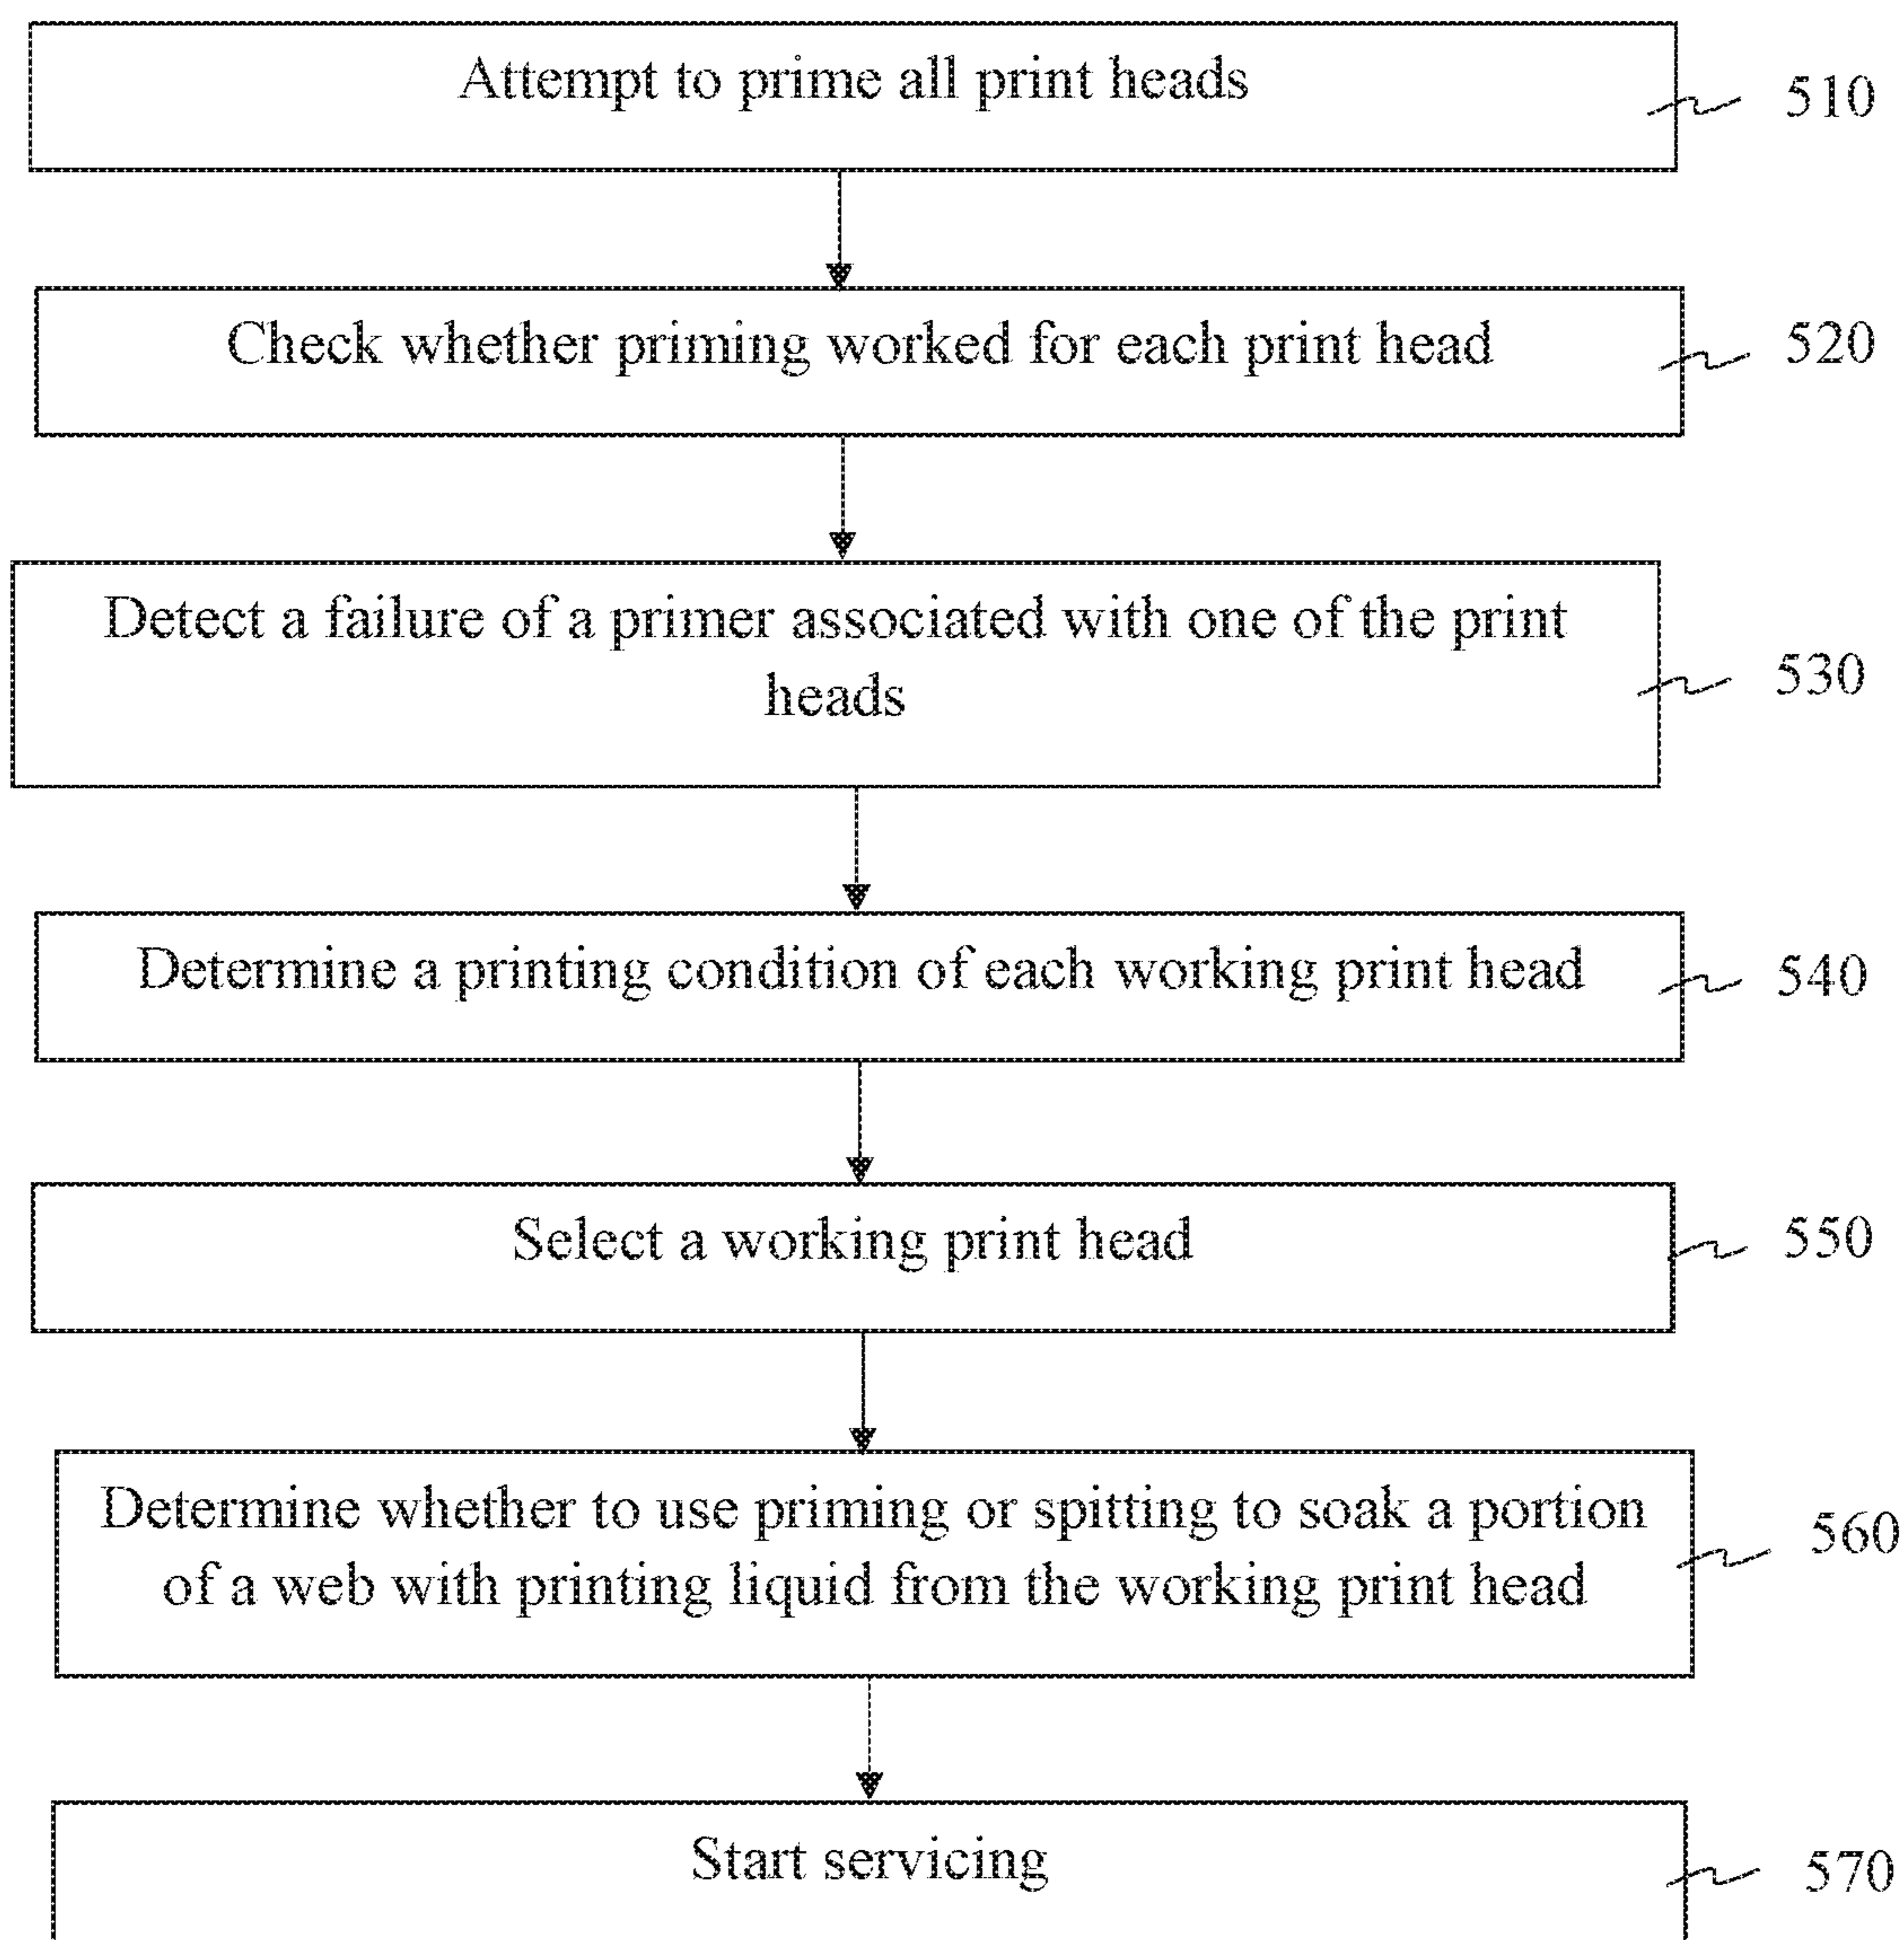 Attempt to prime all print heads
510
Check whether priming worked for each print head
520
Detect a failure of a primer associated with one of the print
heads
530
Determine a printing condition of each working print head
540
Select a working print head
550
Determine whether to use priming or spitting to soak a portion
of a web with printing liquid from the working print head
560
Start servicing
570